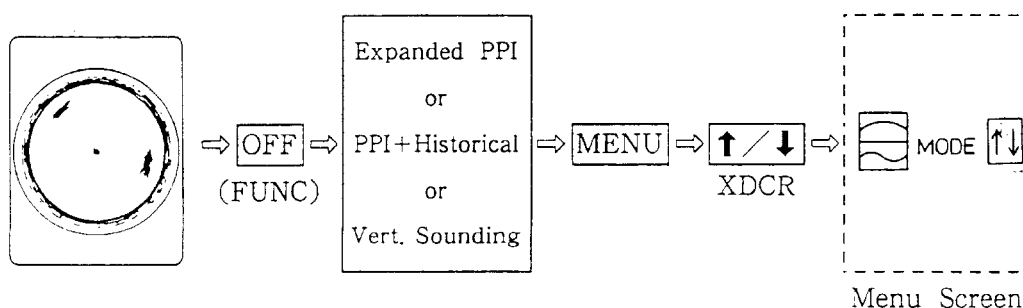 OFF
(FUNC)
Expanded PPI
or
PPI+Historical
or
Vert. Sounding
MENU
↑/↓
XDCR
MODE ↑↓
Menu Screen